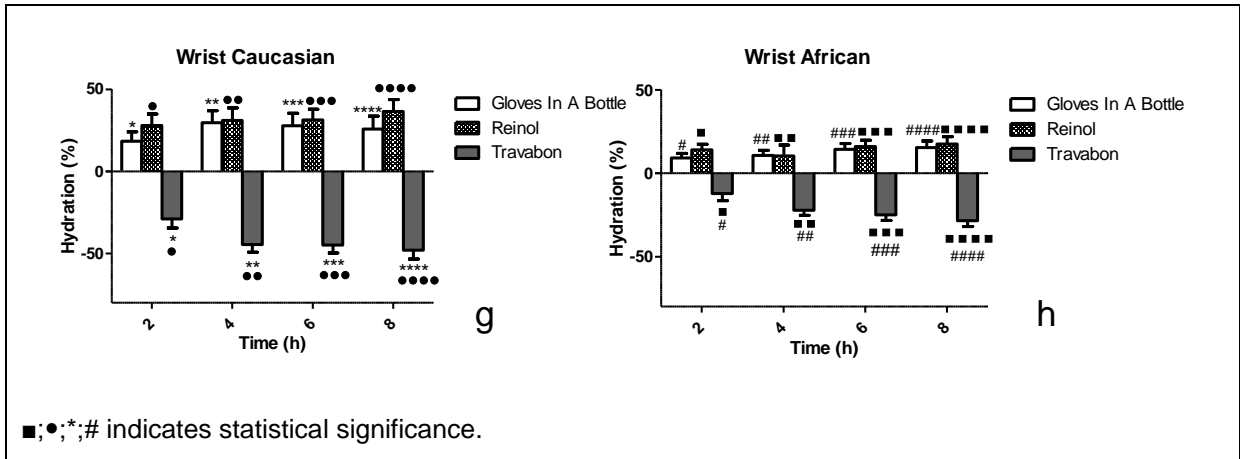 Wrist Caucasian
50
0
-50
Hydration (%)
* ● ** ●● *** ●●● **** ●●●●
* ** *** ****
● ●● ●●● ●●●●
Gloves In A Bottle
Reinol
Travabon
2 4 6 8
Time (h)
g
Wrist African
50
0
-50
Hydration (%)
# ■ ## ■■ ### ■■■ #### ■■■■
■ ■■ ■■■ ■■■■
# ## ### ####
Gloves In A Bottle
Reinol
Travabon
2 4 6 8
Time (h)
h
■;●;*;# indicates statistical significance.